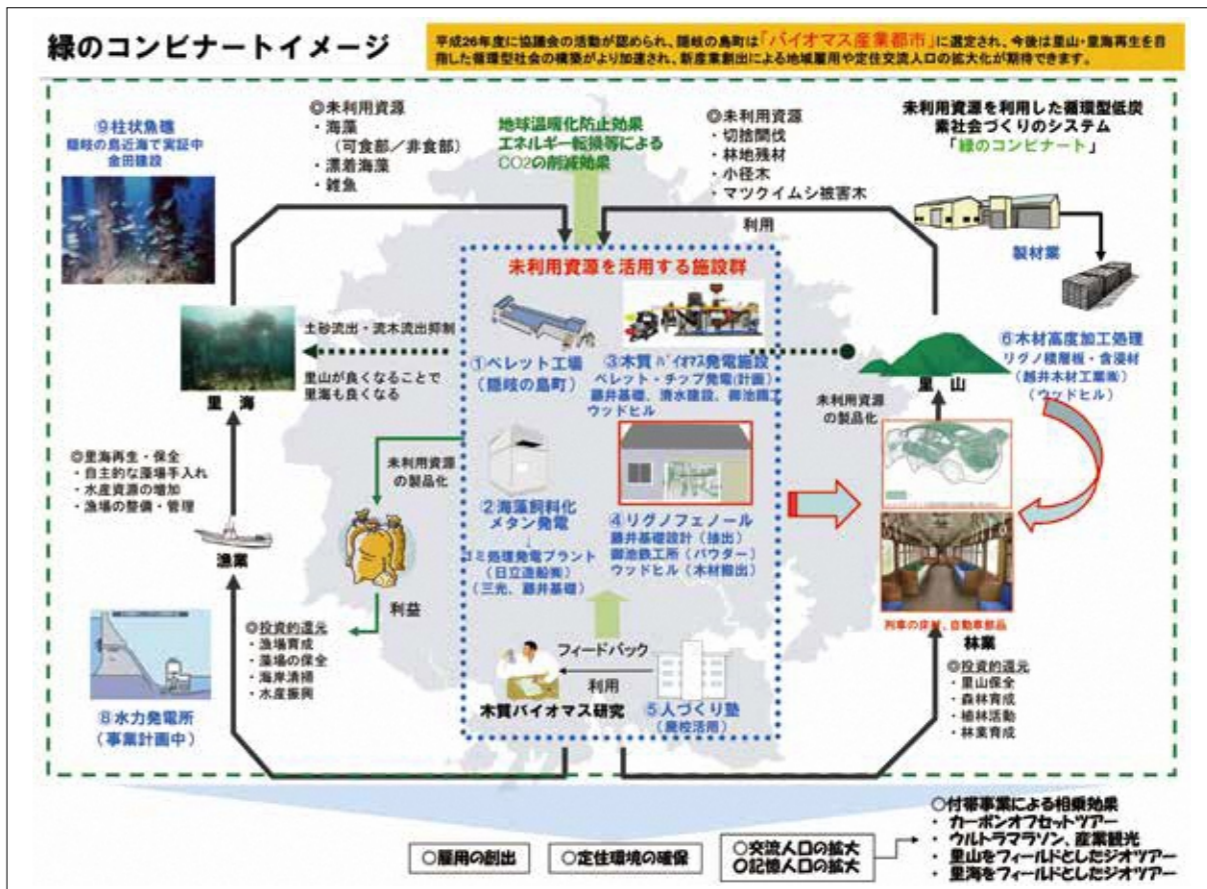 緑のコンビナートイメージ
平成26年度に協議会の活動が認められ、隠岐の島町は「バイオマス産業都市」に選定され、今後は里山・里海再生を目
指した循環型社会の構築がより加速され、新産業創出による地域雇用や定住交流人口の拡大化が期待できます。
⑨柱状魚礁
隠岐の島近海で実証中
金田建設
◎未利用資源
・海藻
（可食部／非食部）
・漂着海藻
・雑魚
地球温暖化防止効果
エネルギー転換等による
CO2の削減効果
◎未利用資源
・切捨間伐
・林地残材
・小径木
・マツクイムシ被害木
利用
未利用資源を利用した循環型低炭
素社会づくりのシステム
「緑のコンビナート」
製材業
未利用資源を活用する施設群
①ペレット工場
（隠岐の島町）
③木質 バイオマス発電施設
ペレット・チップ発電(計画)
藤井基礎、清水建設、御池鐵工
ウッドヒル
土砂流出・流木流出抑制
里山が良くなることで
里海も良くなる
里 海
里 山
⑥木材高度加工処理
リグノ積層板・含浸材
(越井木材工業㈱)
(ウッドヒル)
未利用資源
の製品化
◎里海再生・保全
・自主的な藻場手入れ
・水産資源の増加
・漁場の整備・管理
未利用資源
の製品化
②海藻飼料化
メタン発電
↓
ゴミ処理発電プラント
(日立造船㈱)
(三光、藤井基礎)
④リグノフェノール
藤井基礎設計（抽出）
御池鉄工所（パウダー）
ウッドヒル（木材搬出）
漁業
利益
◎投資的還元
・漁場育成
・藻場の保全
・海岸清掃
・水産振興
⑧水力発電所
（事業計画中）
フィードバック
利用
木質バイオマス研究
⑤人づくり塾
（廃校活用）
列車の床材、自動車部品
林業
◎投資的還元
・里山保全
・森林育成
・植林活動
・林業育成
○雇用の創出
○定住環境の確保
○交流人口の拡大
○記憶人口の拡大
○付帯事業による相乗効果
・ カーボンオフセットツアー
・ ウルトラマラソン、産業観光
・ 里山をフィールドとしたジオツアー
・ 里海をフィールドとしたジオツアー